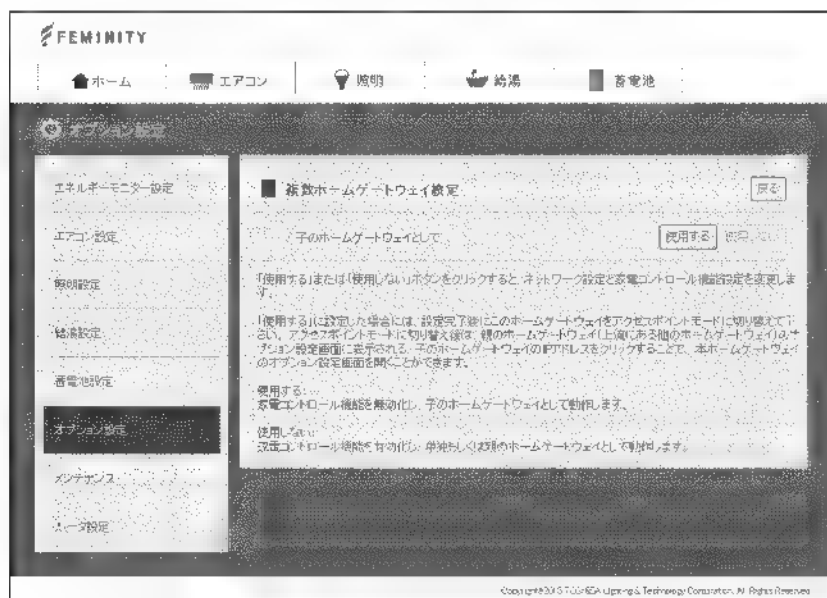 FEMINITY
ホーム エアコン 照明 給湯 蓄電池
オプション設定
エネルギーモニター設定
エアコン設定
照明設定
給湯設定
蓄電池設定
オプション設定
メンテナンス
ルータ設定
複数ホームゲートウェイ設定 戻る
子のホームゲートウェイとして 使用する 使用しない
「使用する」または「使用しない」ボタンをクリックすると、ネットワーク設定と家電コントロール機能設定を変更しま
す。
「使用する」に設定した場合には、設定完了後にこのホームゲートウェイをアクセスポイントモードに切り替えて下
さい。アクセスポイントモードに切り替え後は、親のホームゲートウェイ(上流にある他のホームゲートウェイ)のオ
プション設定画面に表示される、子のホームゲートウェイのIPアドレスをクリックすることで、本ホームゲートウェイ
のオプション設定画面を開くことができます。
使用する:
家電コントロール機能を無効化し、子のホームゲートウェイとして動作します。
使用しない:
家電コントロール機能を有効化し、単独もしくは親のホームゲートウェイとして動作します。
Copyright 2013 TOSHIBA Lighting & Technology Corporation, All Rights Reserved.